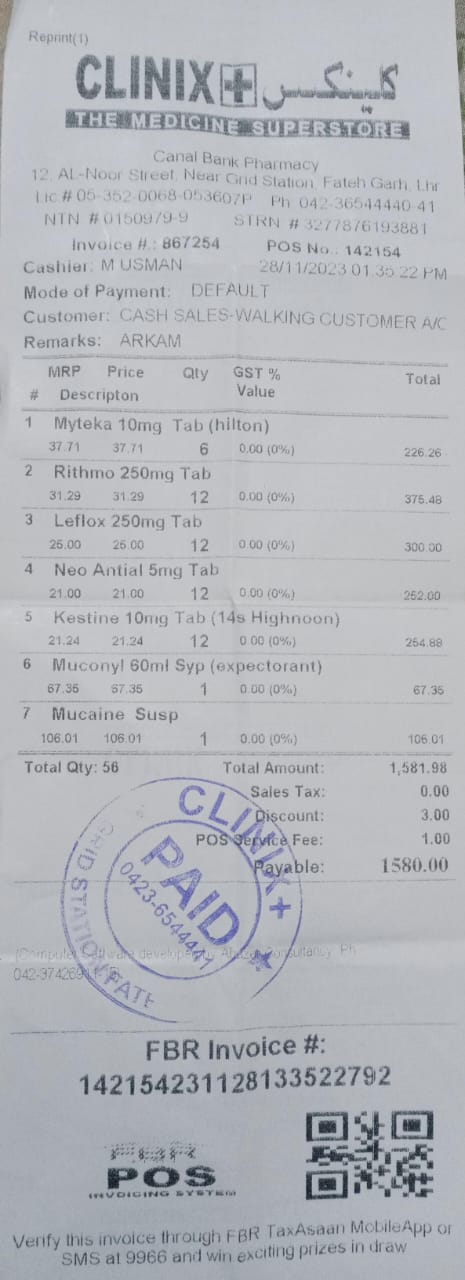 Reprint(1)
CLINIX+ کلینکس
THE MEDICINE SUPERSTORE
Canal Bank Pharmacy
12, AL-Noor Street, Near Grid Station, Fateh Garh, Lhr
Lic # 05-352-0068-053607P Ph 042-36544440-41
NTN # 0150979-9 STRN # 3277876193881
Invoice #.: 867254 POS No.: 142154
Cashier: M USMAN 28/11/2023 01:35:22 PM
Mode of Payment: DEFAULT
Customer: CASH SALES-WALKING CUSTOMER A/C
Remarks: ARKAM
MRP Price Qty GST % Total
# Descripton Value
1 Myteka 10mg Tab (hilton)
37.71 37.71 6 0.00 (0%) 226.26
2 Rithmo 250mg Tab
31.29 31.29 12 0.00 (0%) 375.48
3 Leflox 250mg Tab
25.00 25.00 12 0.00 (0%) 300.00
4 Neo Antial 5mg Tab
21.00 21.00 12 0.00 (0%) 252.00
5 Kestine 10mg Tab (14s Highnoon)
21.24 21.24 12 0.00 (0%) 254.88
6 Muconyl 60ml Syp (expectorant)
67.35 67.35 1 0.00 (0%) 67.35
7 Mucaine Susp
106.01 106.01 1 0.00 (0%) 106.01
Total Qty: 56 Total Amount: 1,581.98
Sales Tax: 0.00
Discount: 3.00
POS Service Fee: 1.00
Payable: 1580.00
CLINIX+
PAID
0423-6544441
GRID STATION FATE
(Computer Software developed by Consultancy. Ph
FBR Invoice #:
142154231128133522792
FBR
POS
INVOICING SYSTEM
Verify this invoice through FBR TaxAsaan MobileApp or
SMS at 9966 and win exciting prizes in draw